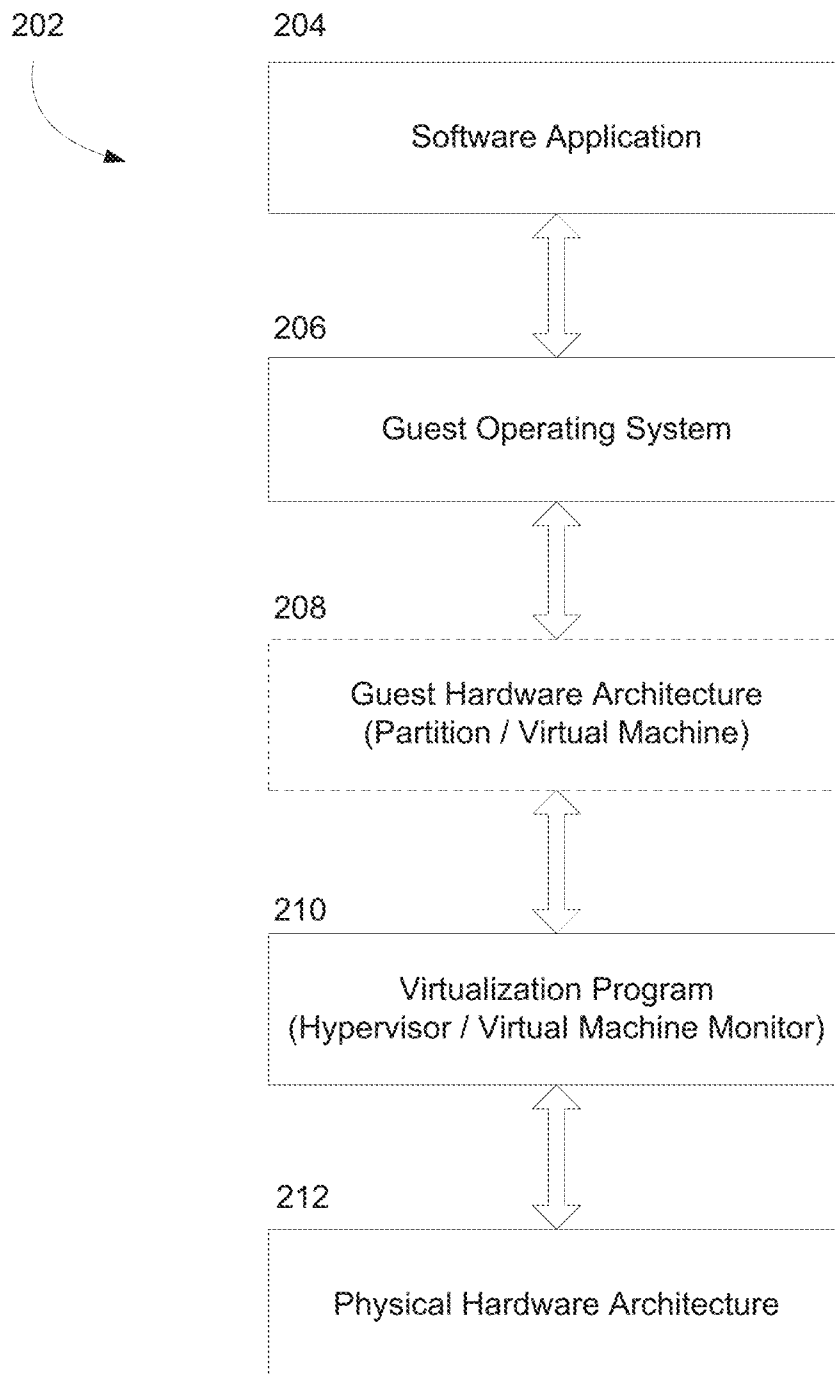 202
204
Software Application
206
Guest Operating System
208
Guest Hardware Architecture
(Partition / Virtual Machine)
210
Virtualization Program
(Hypervisor / Virtual Machine Monitor)
212
Physical Hardware Architecture